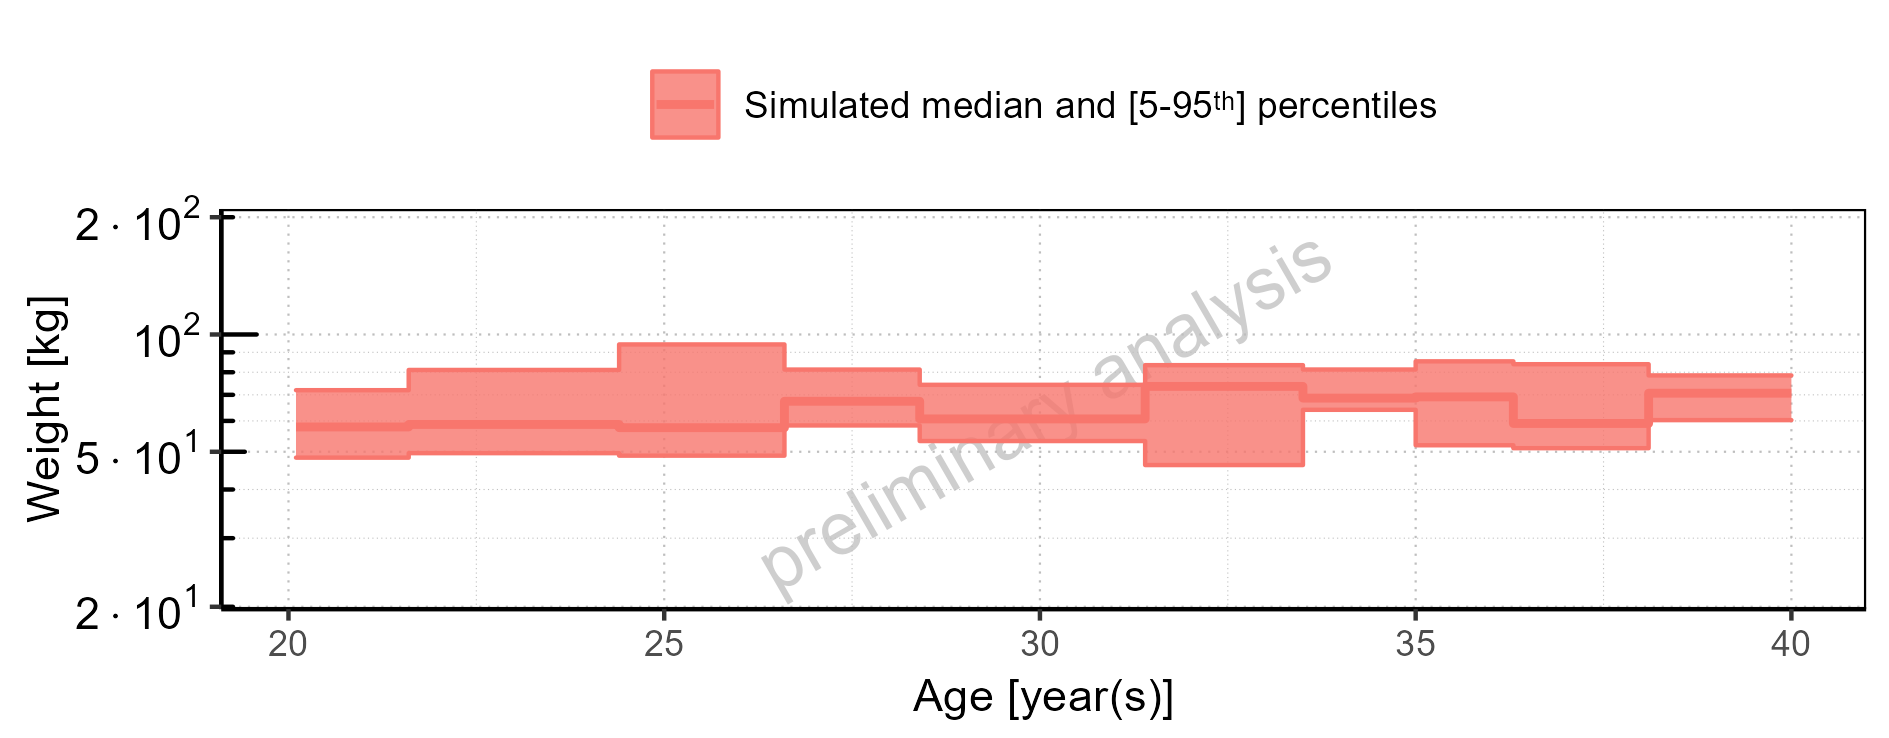 Simulated median and [5-95ᵗʰ] percentiles
2 · 10²
10²
5 · 10¹
2 · 10¹
Weight [kg]
preliminary analysis
20 25 30 35 40
Age [year(s)]